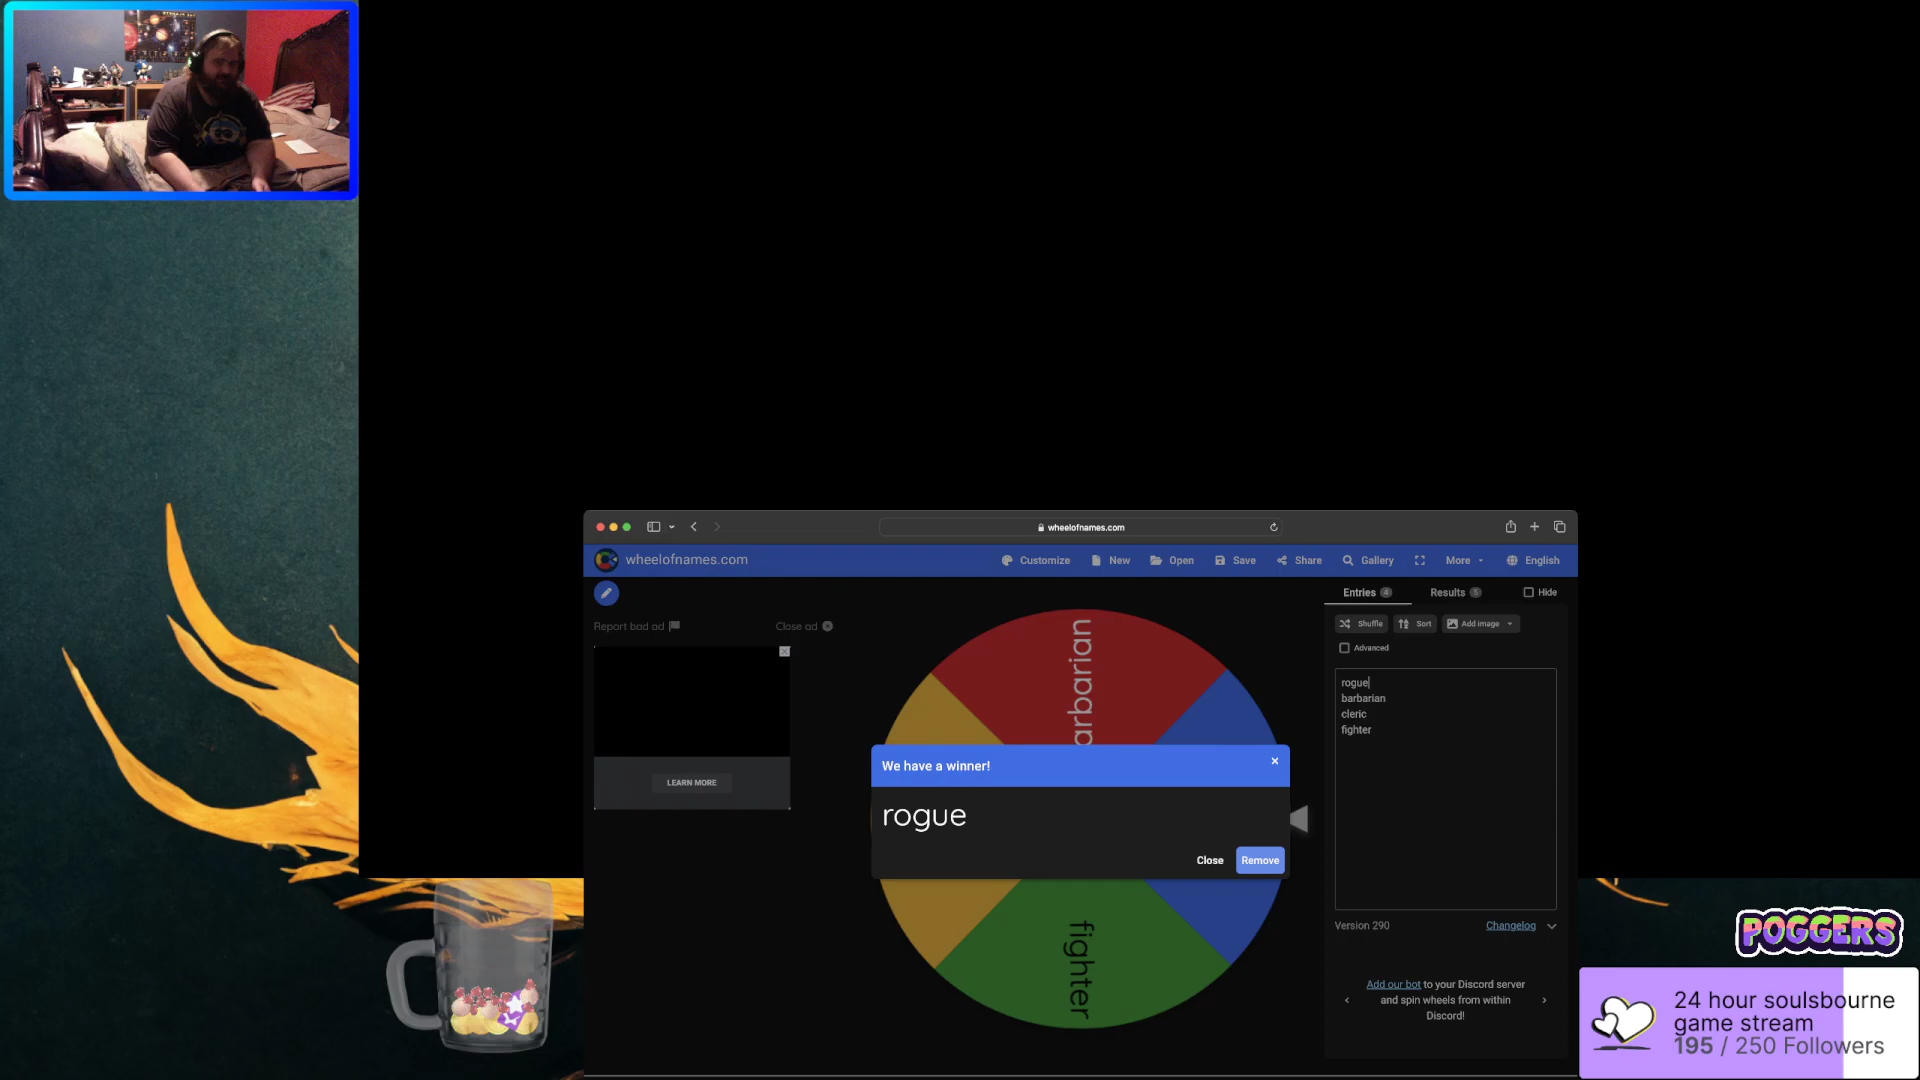 wheelofnames.com
wheelofnames.com
Customize
New
Open
Save
Share
Gallery
More
English
Report bad ad
Close ad
LEARN MORE
barbarian
fighter
We have a winner!
rogue
Close
Remove
Entries 4
Results 5
Hide
Shuffle
Sort
Add image
Advanced
rogue
barbarian
cleric
fighter
Version 290
Changelog
Add our bot to your Discord server
and spin wheels from within
Discord!
POGGERS
24 hour soulsbourne
game stream
195 / 250 Followers